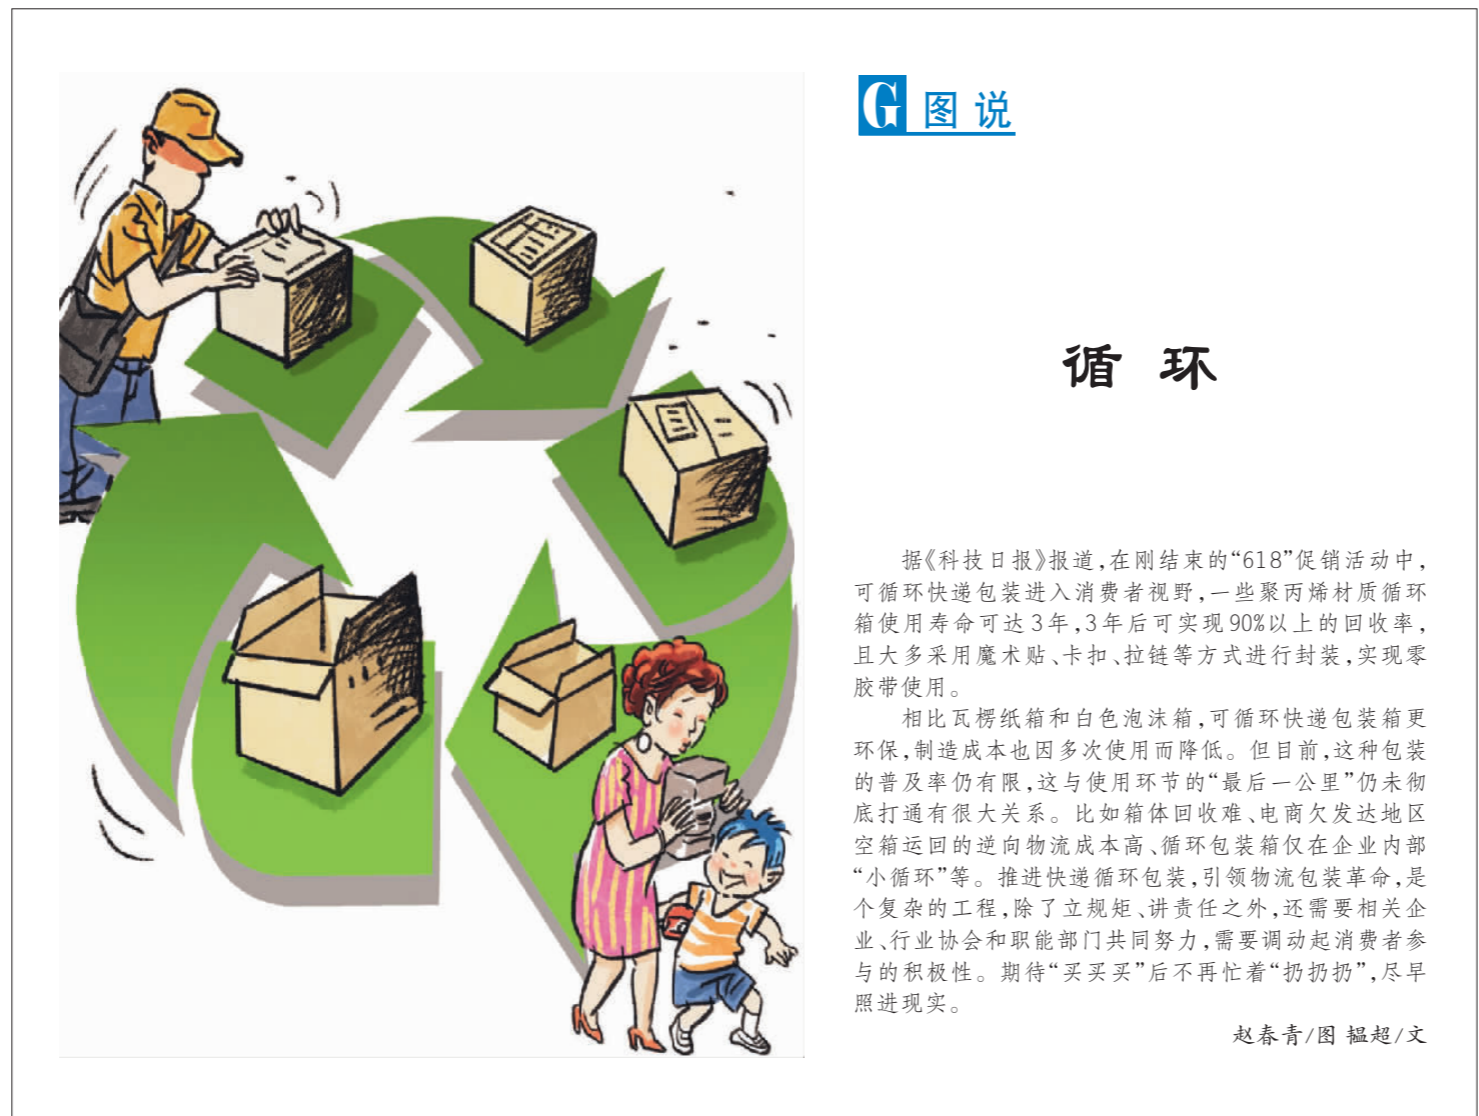 G 图说
循环
据《科技日报》报道,在刚结束的“618”促销活动中,
可循环快递包装进入消费者视野,一些聚丙烯材质循环
箱使用寿命可达3年,3年后可实现90%以上的回收率,
且大多采用魔术贴、卡扣、拉链等方式进行封装,实现零
胶带使用。
相比瓦楞纸箱和白色泡沫箱,可循环快递包装箱更
环保,制造成本也因多次使用而降低。但目前,这种包装
的普及率仍有限,这与使用环节的“最后一公里”仍未彻
底打通有很大关系。比如箱体回收难、电商欠发达地区
空箱运回的逆向物流成本高、循环包装箱仅在企业内部
“小循环”等。推进快递循环包装,引领物流包装革命,是
个复杂的工程,除了立规矩、讲责任之外,还需要相关企
业、行业协会和职能部门共同努力,需要调动起消费者参
与的积极性。期待“买买买”后不再忙着“扔扔扔”,尽早
照进现实。
赵春青/图 韫超/文